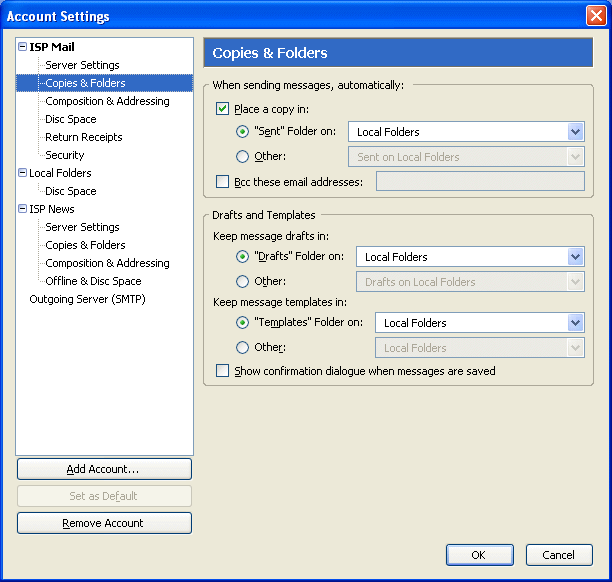 Account Settings
ISP Mail
Server Settings
Copies & Folders
Composition & Addressing
Disc Space
Return Receipts
Security
Local Folders
Disc Space
ISP News
Server Settings
Copies & Folders
Composition & Addressing
Offline & Disc Space
Outgoing Server (SMTP)
Add Account...
Set as Default
Remove Account
Copies & Folders
When sending messages, automatically:
Place a copy in:
"Sent" Folder on: Local Folders
Other: Sent on Local Folders
Bcc these email addresses:
Drafts and Templates
Keep message drafts in:
"Drafts" Folder on: Local Folders
Other: Drafts on Local Folders
Keep message templates in:
"Templates" Folder on: Local Folders
Other: Local Folders
Show confirmation dialogue when messages are saved
OK Cancel